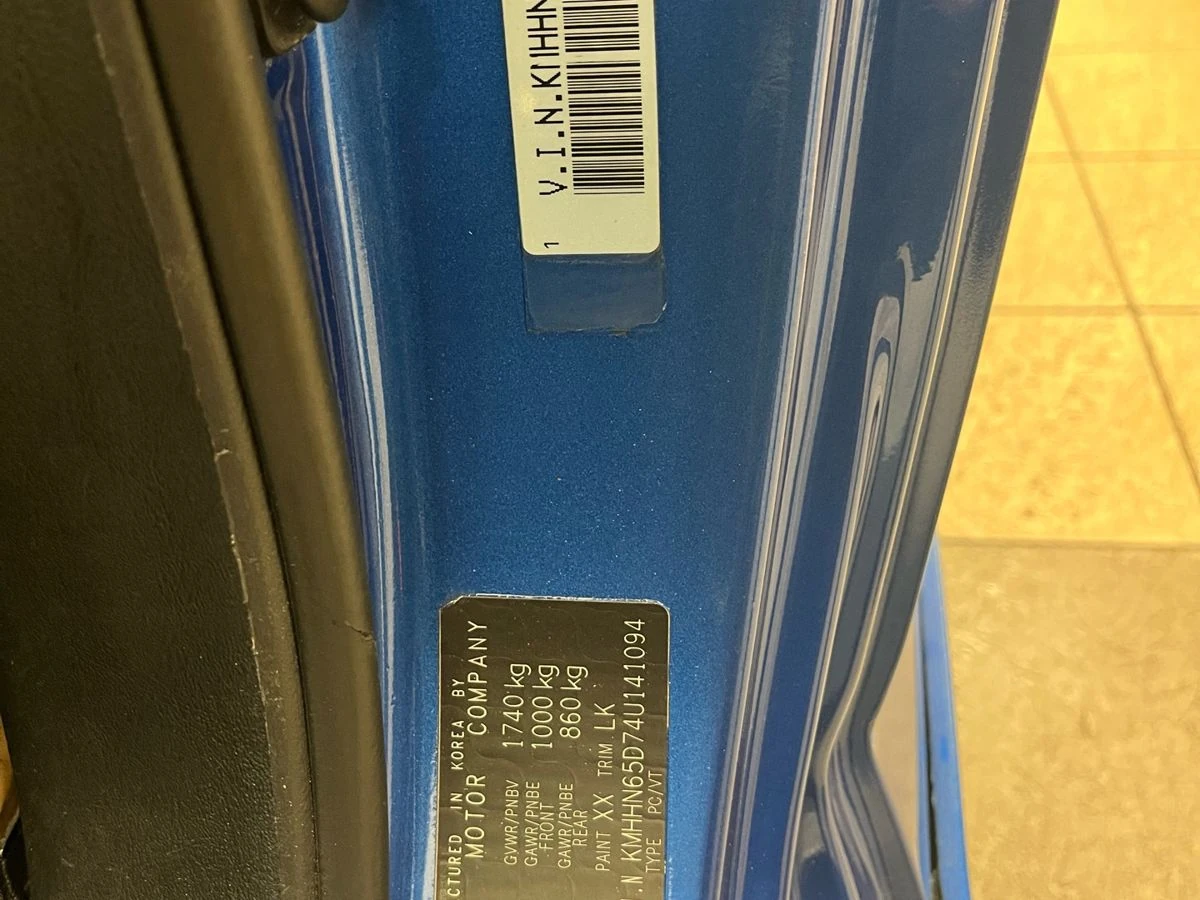 V.I.N.KMHHN
1
CTURED IN KOREA BY
MOTOR COMPANY
GVWR/PNBV 1740 kg
GAWR/PNBE FRONT 1000 kg
GAWR/PNBE REAR 860 kg
PAINT XX TRIM LK
.I.N KMHHN65D74U141094
TYPE PC/VT